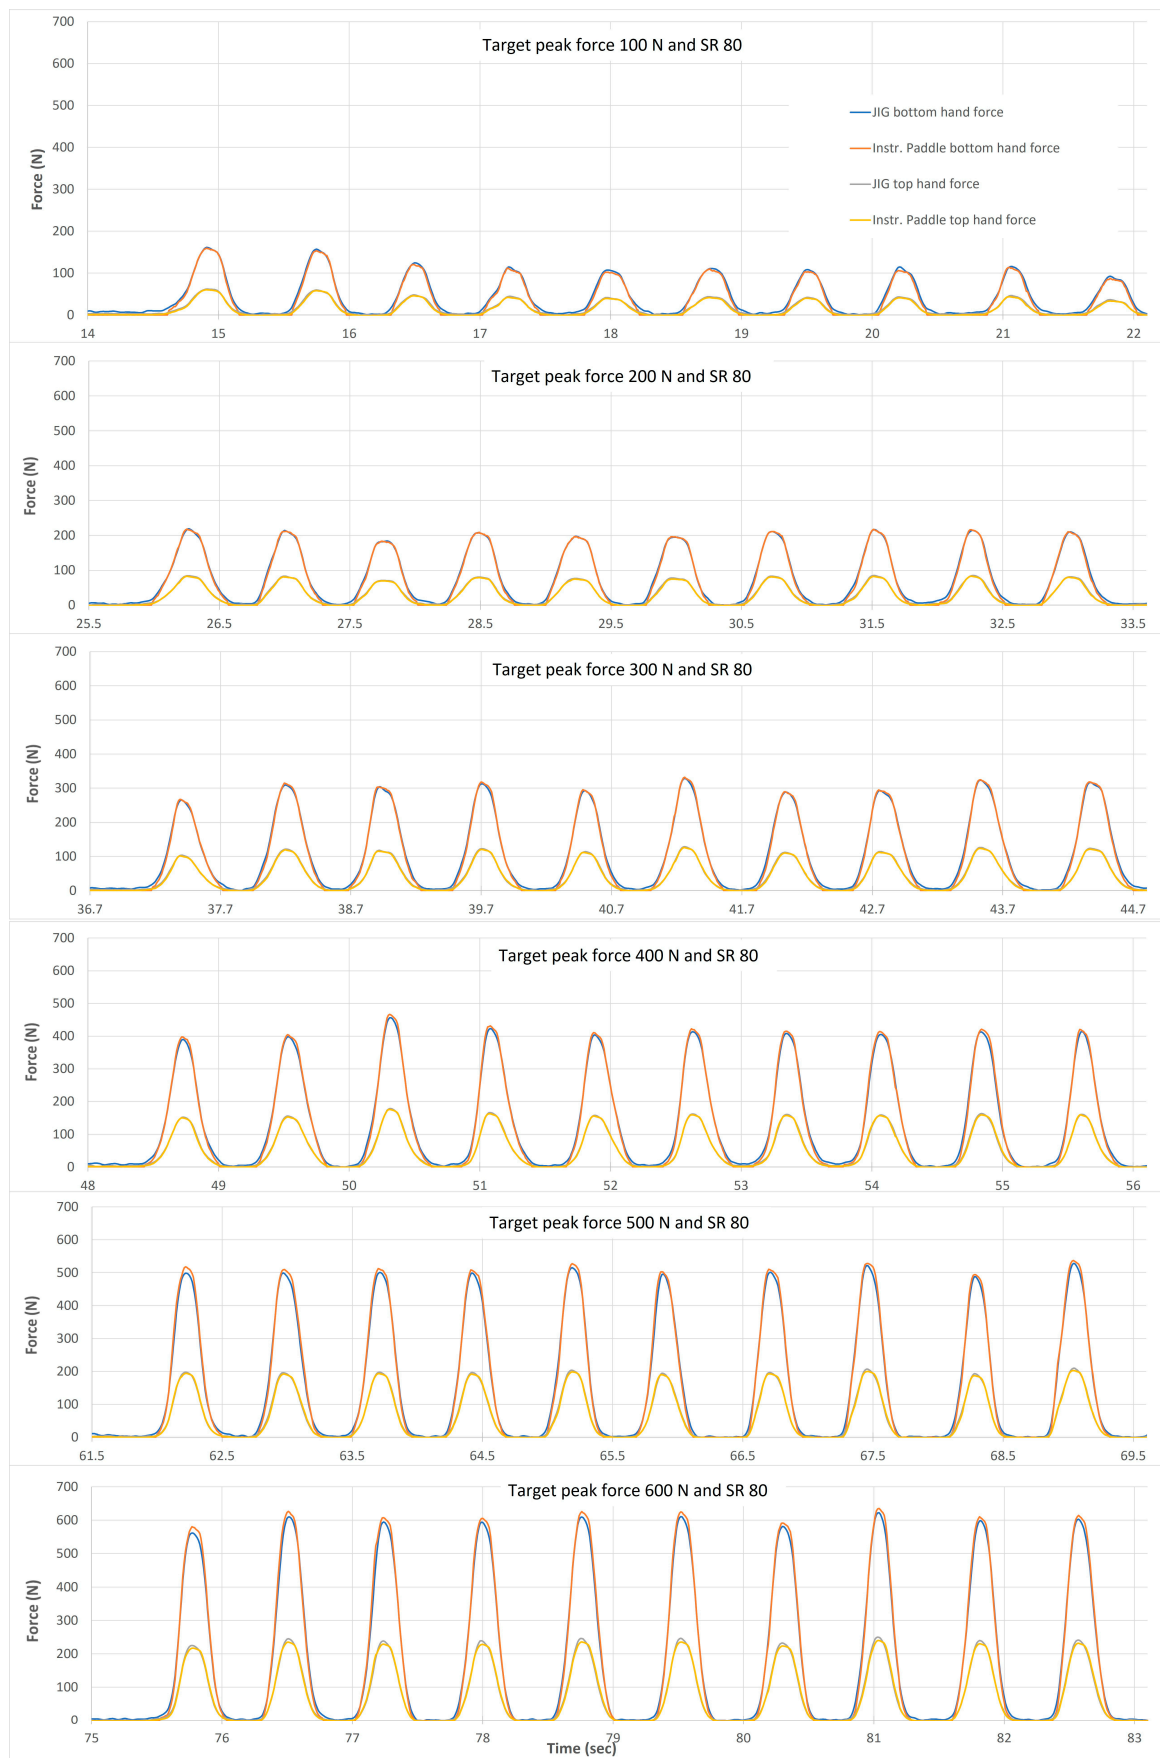 Target peak force 100 N and SR 80
700
600
500
400
300
200
100
0
Force (N)
JIG bottom hand force
Instr. Paddle bottom hand force
JIG top hand force
Instr. Paddle top hand force
14 15 16 17 18 19 20 21 22
Target peak force 200 N and SR 80
700
600
500
400
300
200
100
0
Force (N)
25.5 26.5 27.5 28.5 29.5 30.5 31.5 32.5 33.5
Target peak force 300 N and SR 80
700
600
500
400
300
200
100
0
Force (N)
36.7 37.7 38.7 39.7 40.7 41.7 42.7 43.7 44.7
Target peak force 400 N and SR 80
700
600
500
400
300
200
100
0
Force (N)
48 49 50 51 52 53 54 55 56
Target peak force 500 N and SR 80
700
600
500
400
300
200
100
0
Force (N)
61.5 62.5 63.5 64.5 65.5 66.5 67.5 68.5 69.5
Target peak force 600 N and SR 80
700
600
500
400
300
200
100
0
Force (N)
75 76 77 78 79 80 81 82 83
Time (sec)